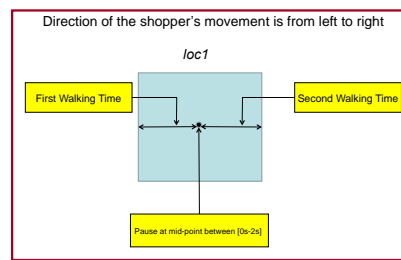 Direction of the shopper's movement is from left to right
loc1
First Walking Time
Second Walking Time
Pause at mid-point between [0s-2s]